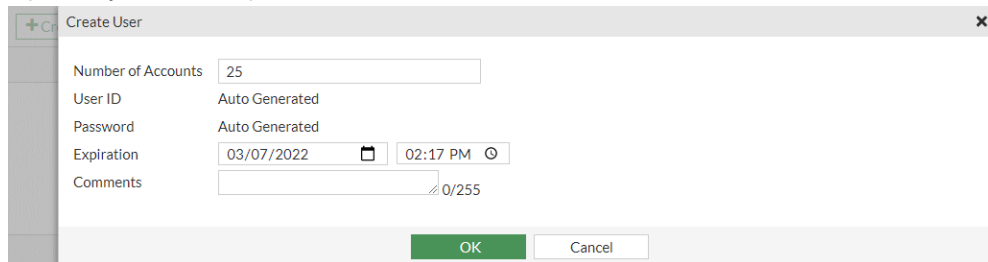 +Cr
Create User
Number of Accounts 25
User ID Auto Generated
Password Auto Generated
Expiration 03/07/2022 02:17 PM
Comments 0/255
OK Cancel